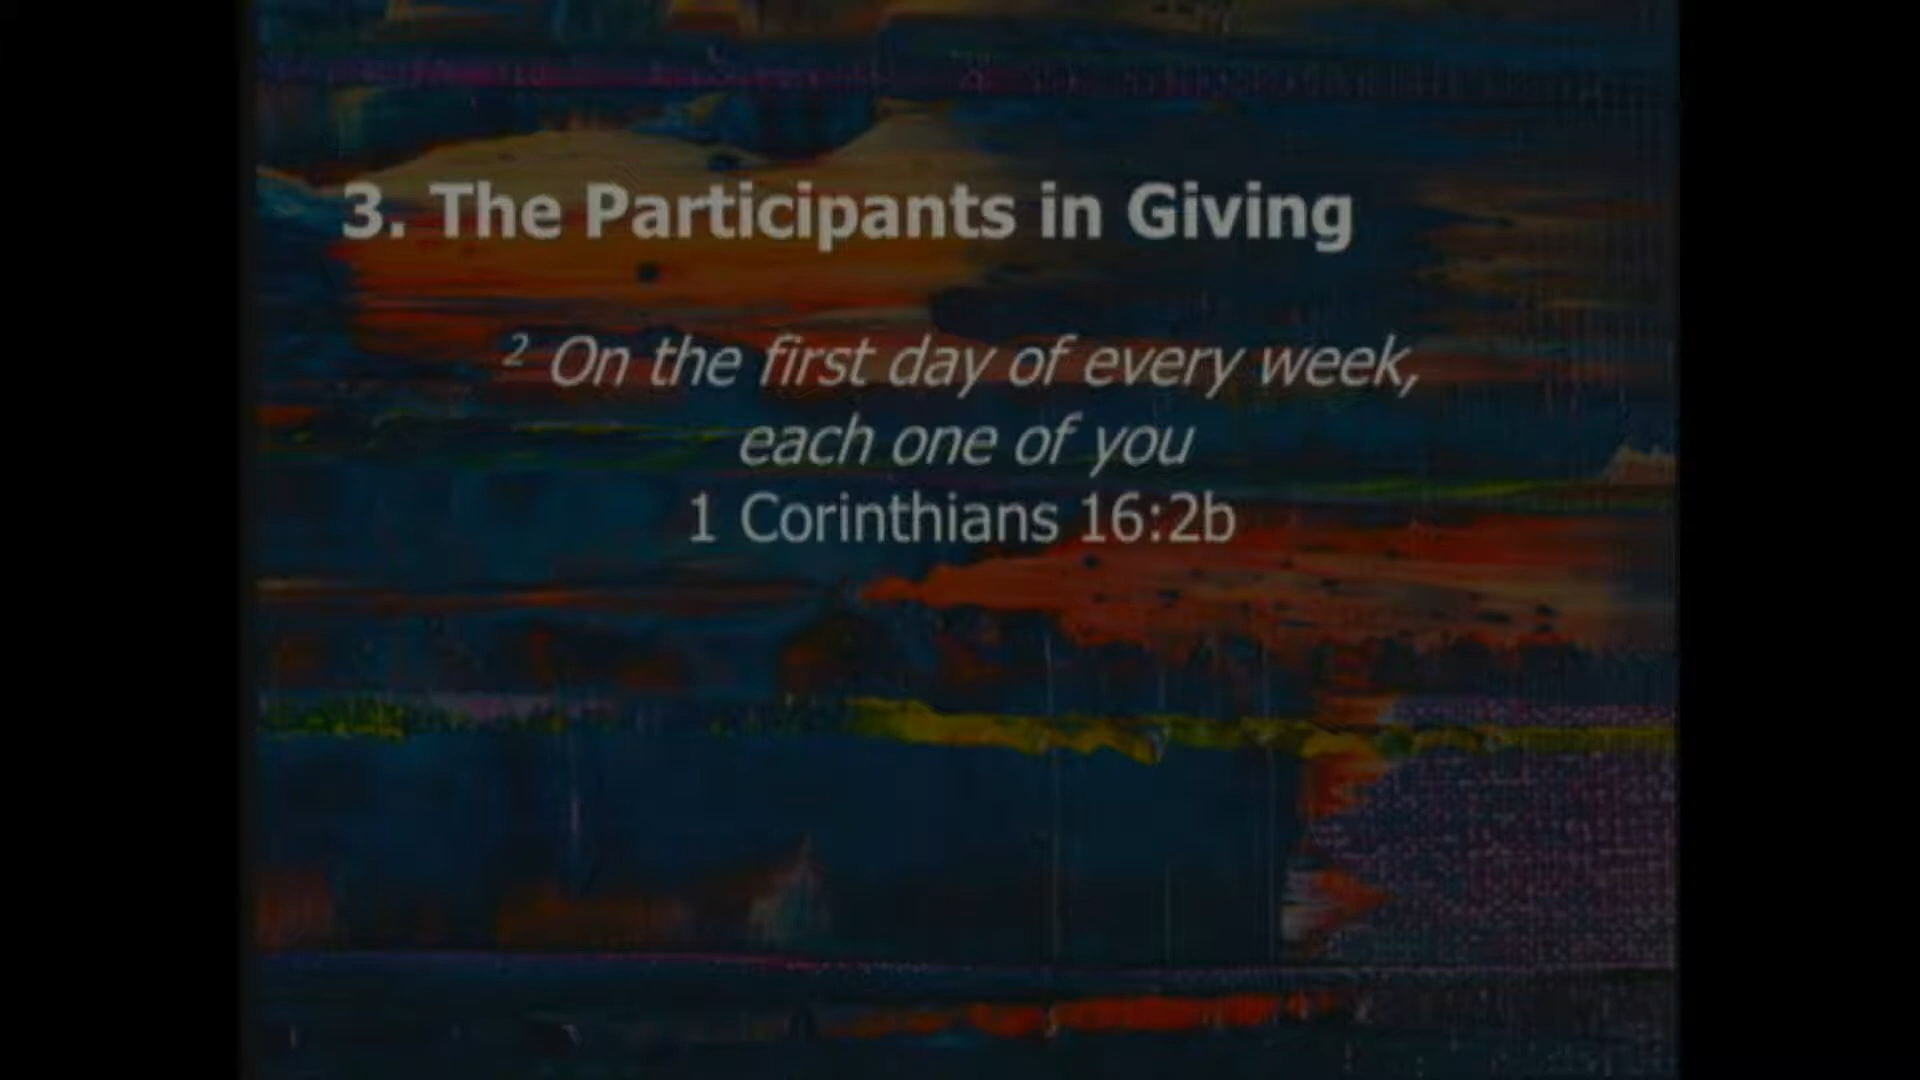 3. The Participants in Giving
2 On the first day of every week,
each one of you
1 Corinthians 16:2b